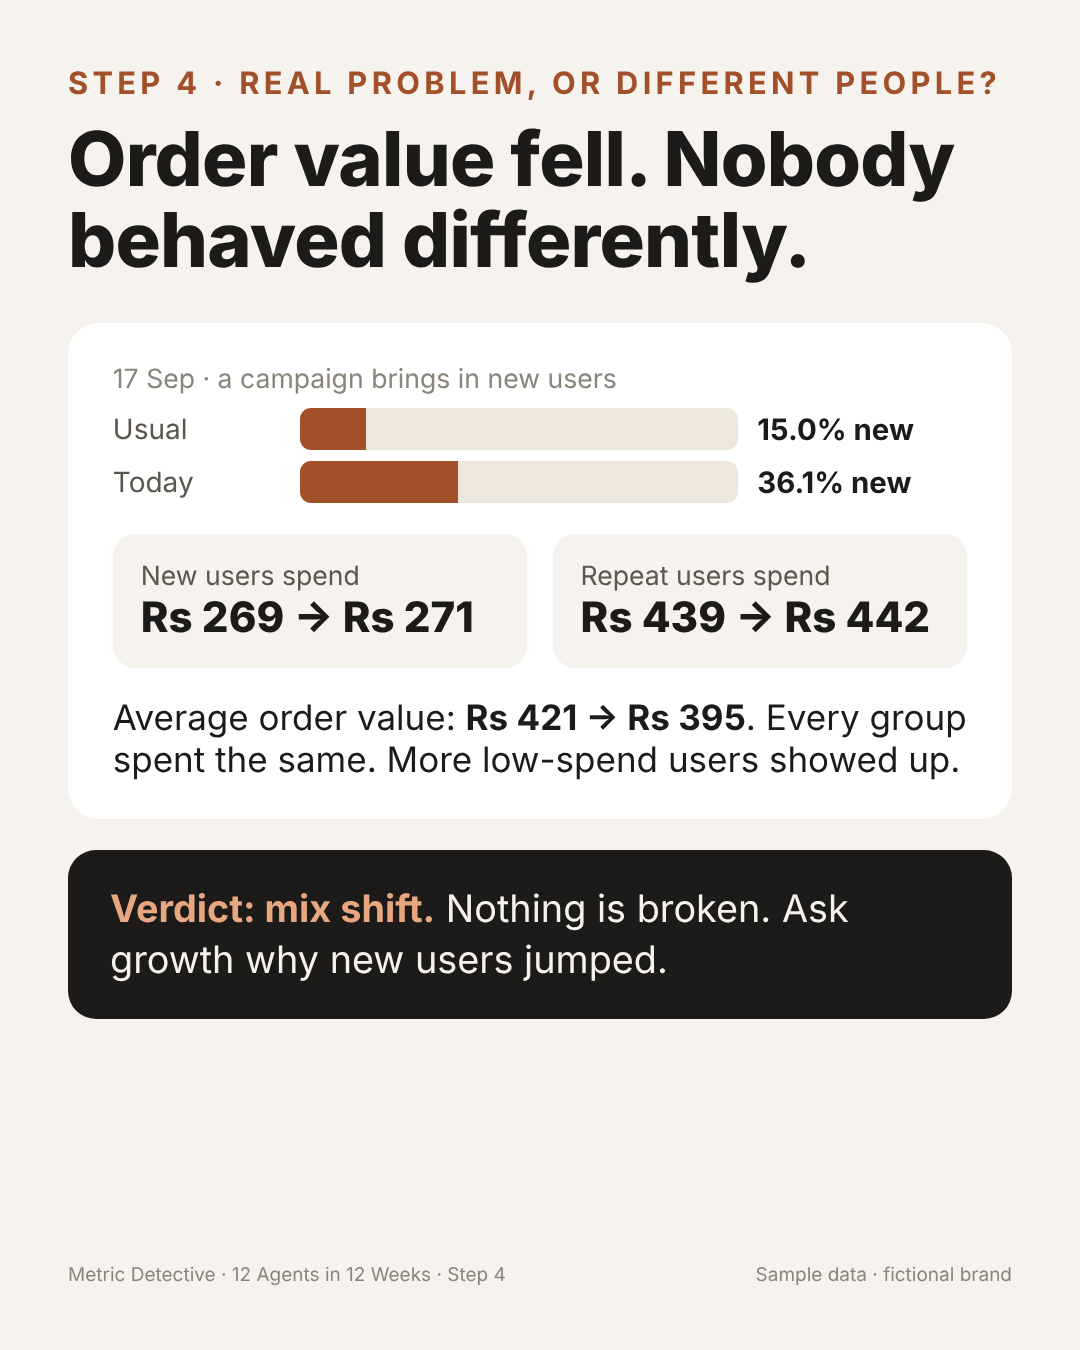 STEP 4 · REAL PROBLEM, OR DIFFERENT PEOPLE?
Order value fell. Nobody
behaved differently.
17 Sep · a campaign brings in new users
Usual 15.0% new
Today 36.1% new
New users spend
Rs 269 → Rs 271
Repeat users spend
Rs 439 → Rs 442
Average order value: Rs 421 → Rs 395. Every group
spent the same. More low-spend users showed up.
Verdict: mix shift. Nothing is broken. Ask
growth why new users jumped.
Metric Detective · 12 Agents in 12 Weeks · Step 4
Sample data · fictional brand